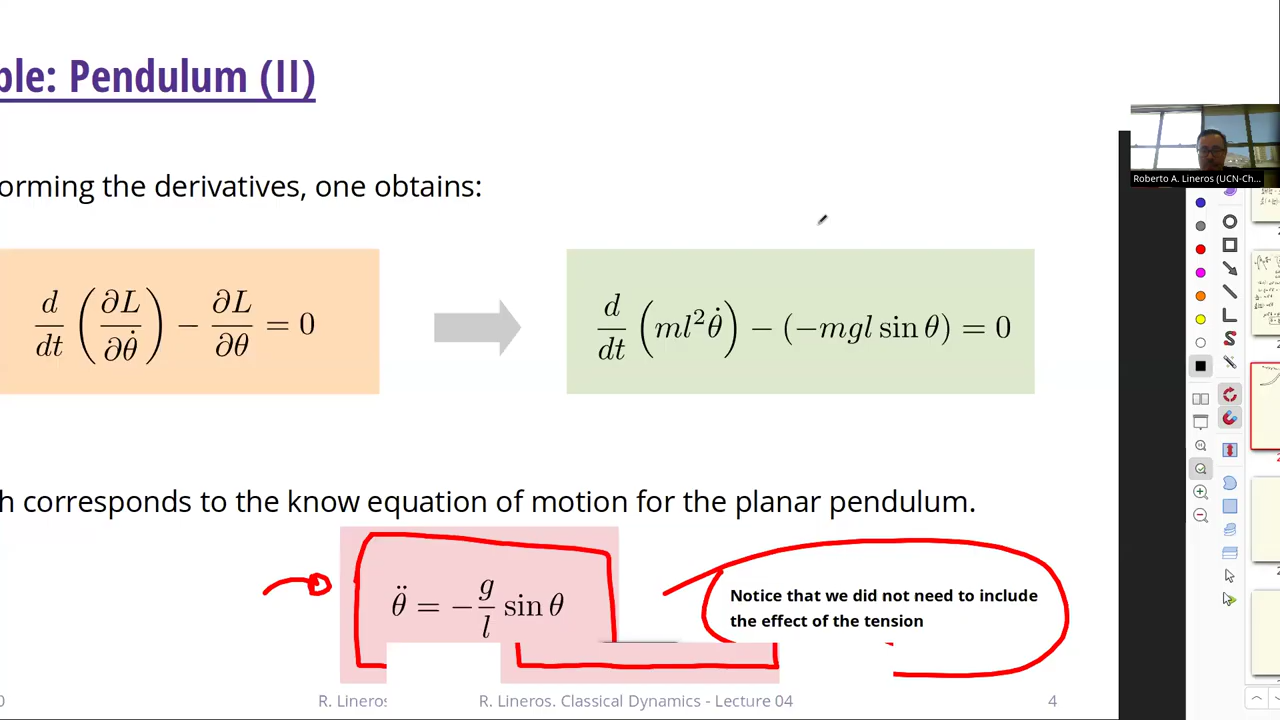 ble: Pendulum (II)
orming the derivatives, one obtains:
d/dt (∂L/∂θ̇) − ∂L/∂θ = 0
d/dt (ml²θ̇) − (−mgl sin θ) = 0
h corresponds to the know equation of motion for the planar pendulum.
θ̈ = −g/l sin θ
Notice that we did not need to include
the effect of the tension
R. Lineros
R. Lineros. Classical Dynamics - Lecture 04
4
Roberto A. Lineros (UCN-Ch...